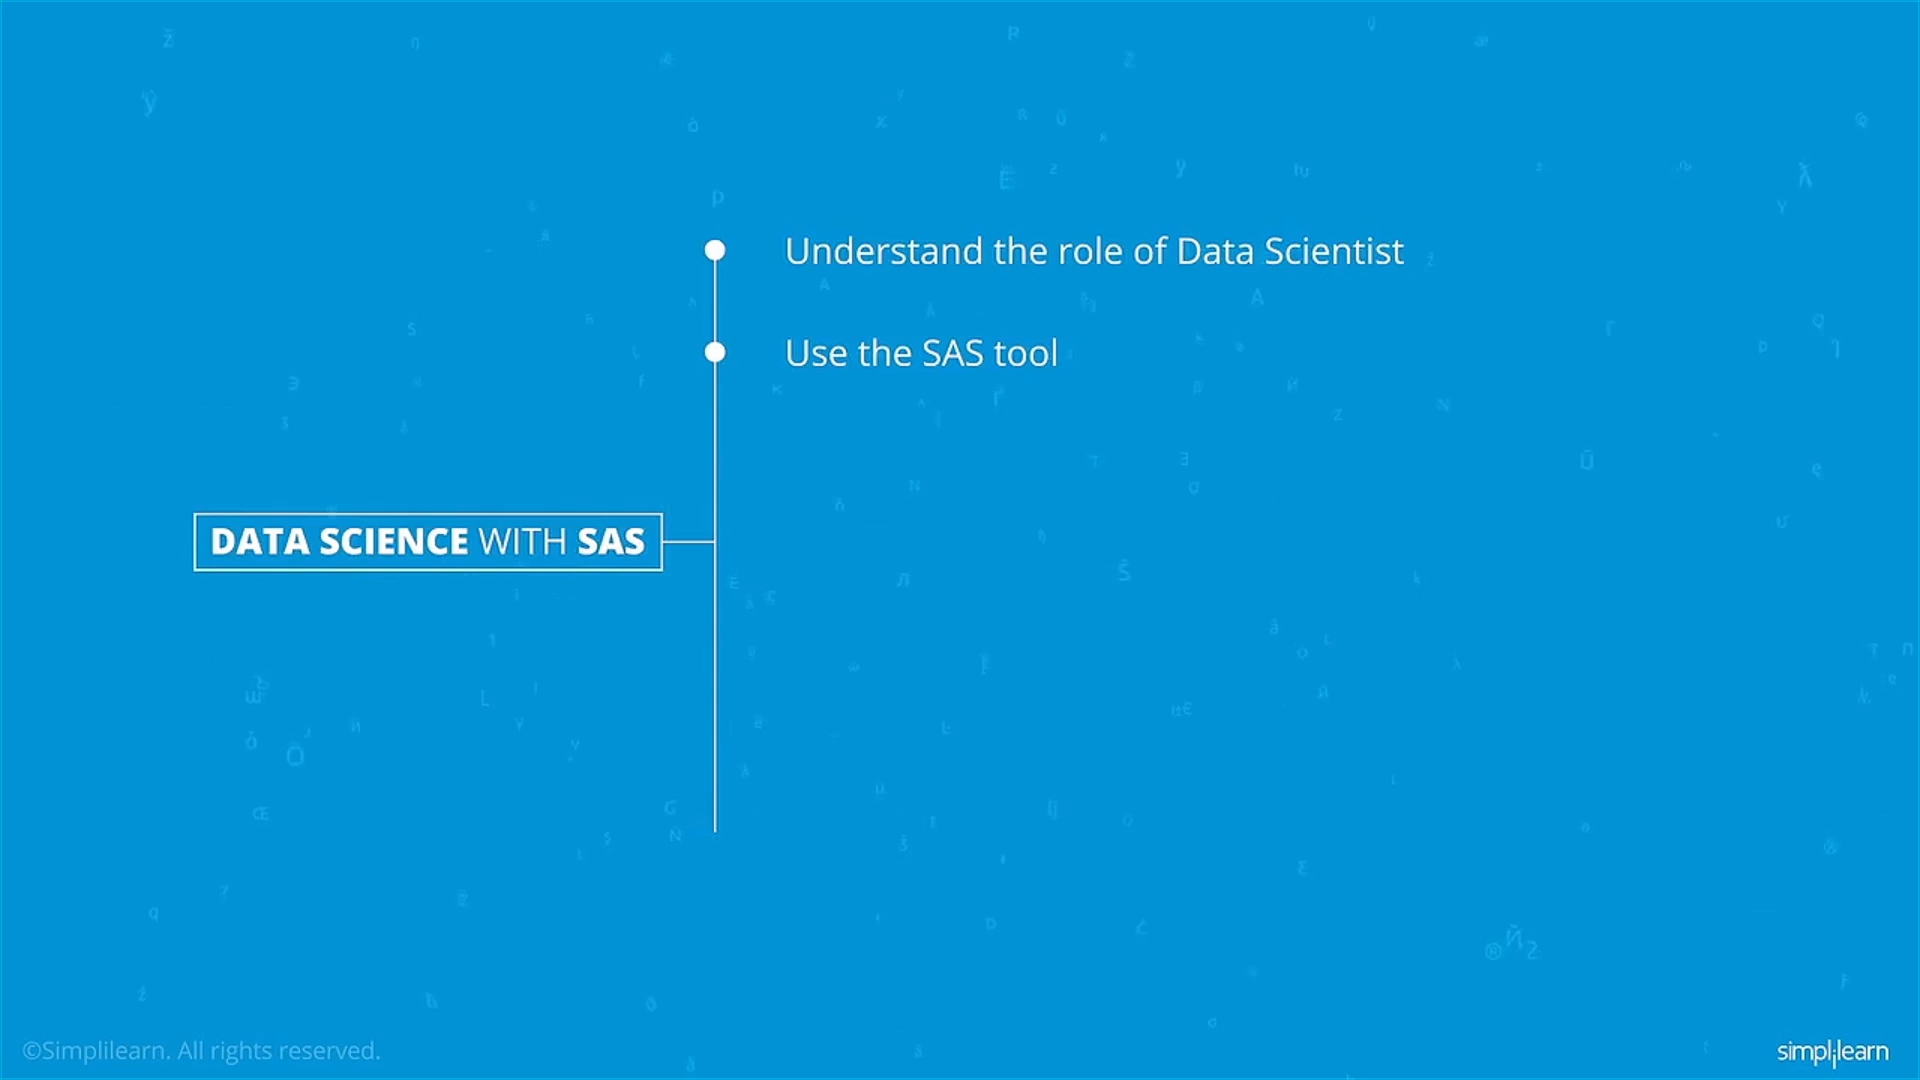 Understand the role of Data Scientist
Use the SAS tool
DATA SCIENCE WITH SAS
©Simplilearn. All rights reserved.
simplilearn